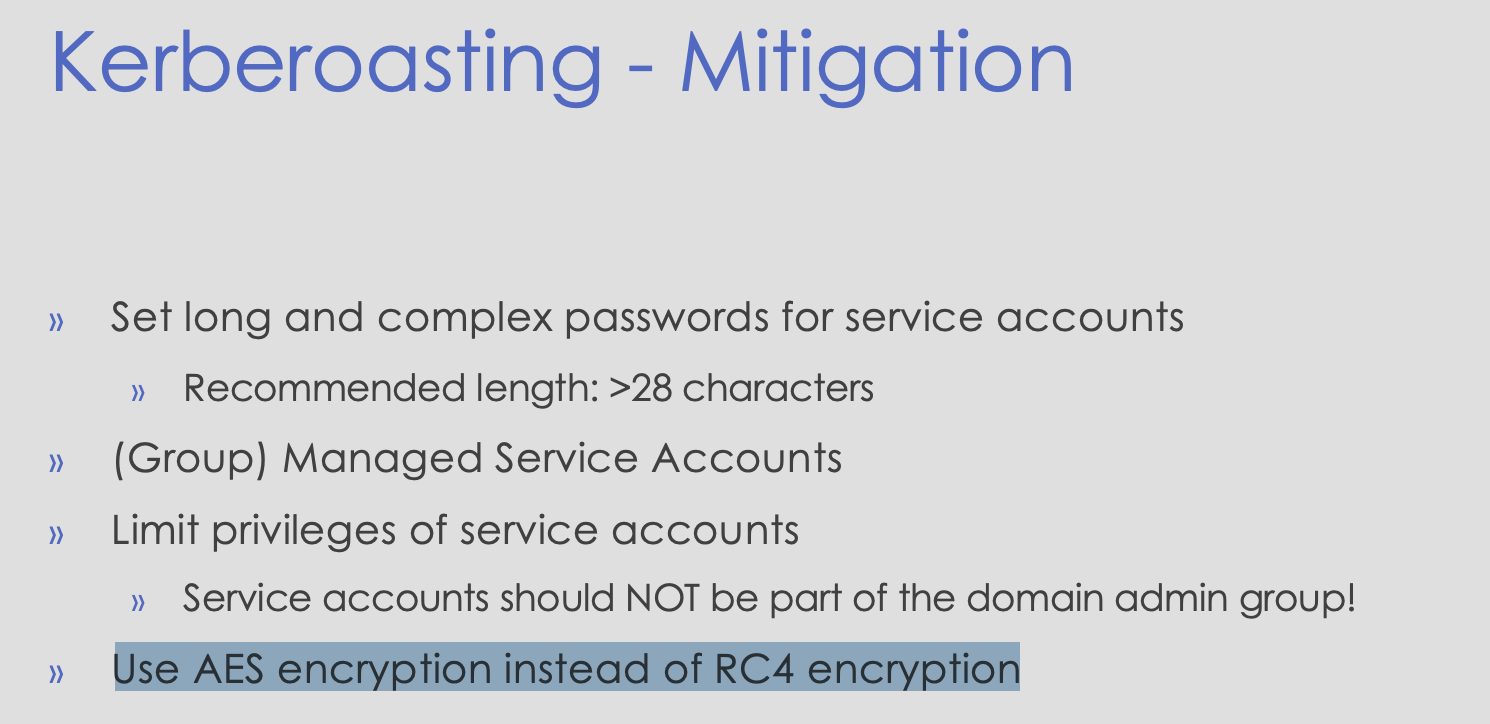 Kerberoasting - Mitigation
» Set long and complex passwords for service accounts
» Recommended length: >28 characters
» (Group) Managed Service Accounts
» Limit privileges of service accounts
» Service accounts should NOT be part of the domain admin group!
» Use AES encryption instead of RC4 encryption